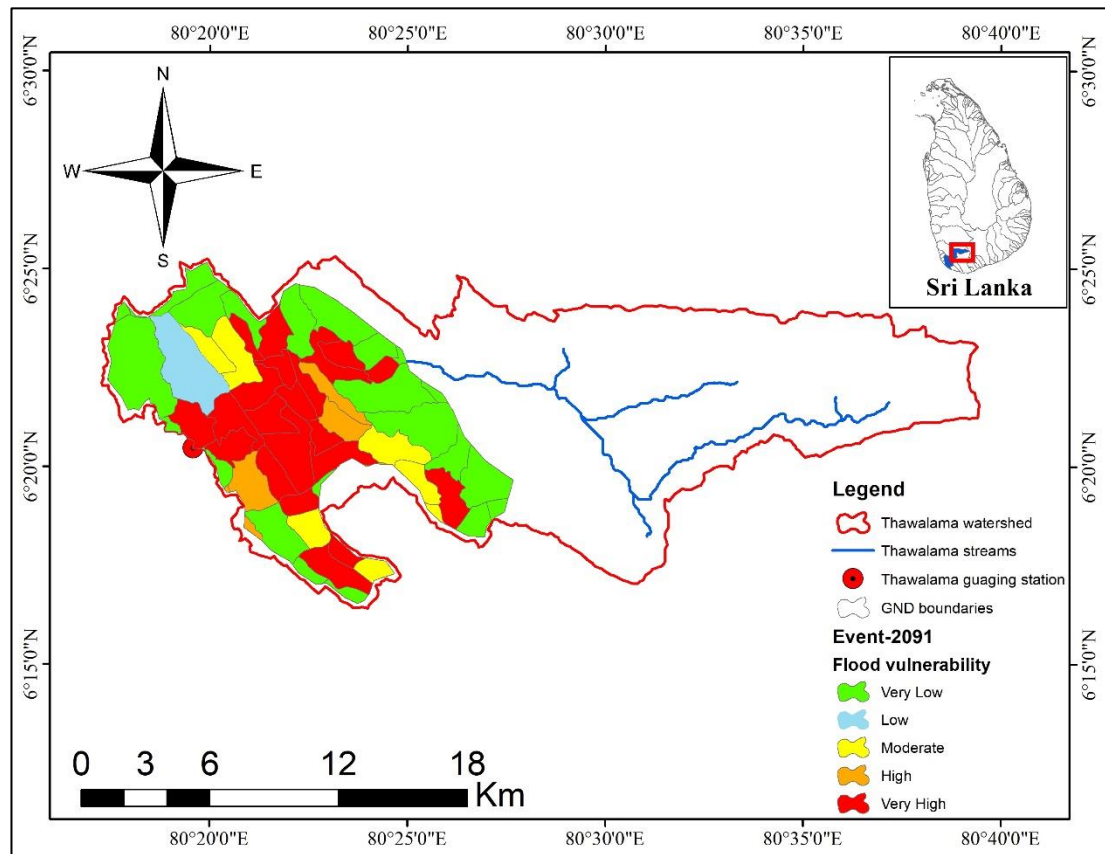 80°20'0"E 80°25'0"E 80°30'0"E 80°35'0"E 80°40'0"E
6°30'0"N
6°30'0"N
N
W E
S
Sri Lanka
6°25'0"N
6°25'0"N
6°20'0"N
6°20'0"N
Legend
Thawalama watershed
Thawalama streams
Thawalama guaging station
GND boundaries
Event-2091
Flood vulnerability
Very Low
Low
Moderate
High
Very High
6°15'0"N
6°15'0"N
0 3 6 12 18
Km
80°20'0"E 80°25'0"E 80°30'0"E 80°35'0"E 80°40'0"E